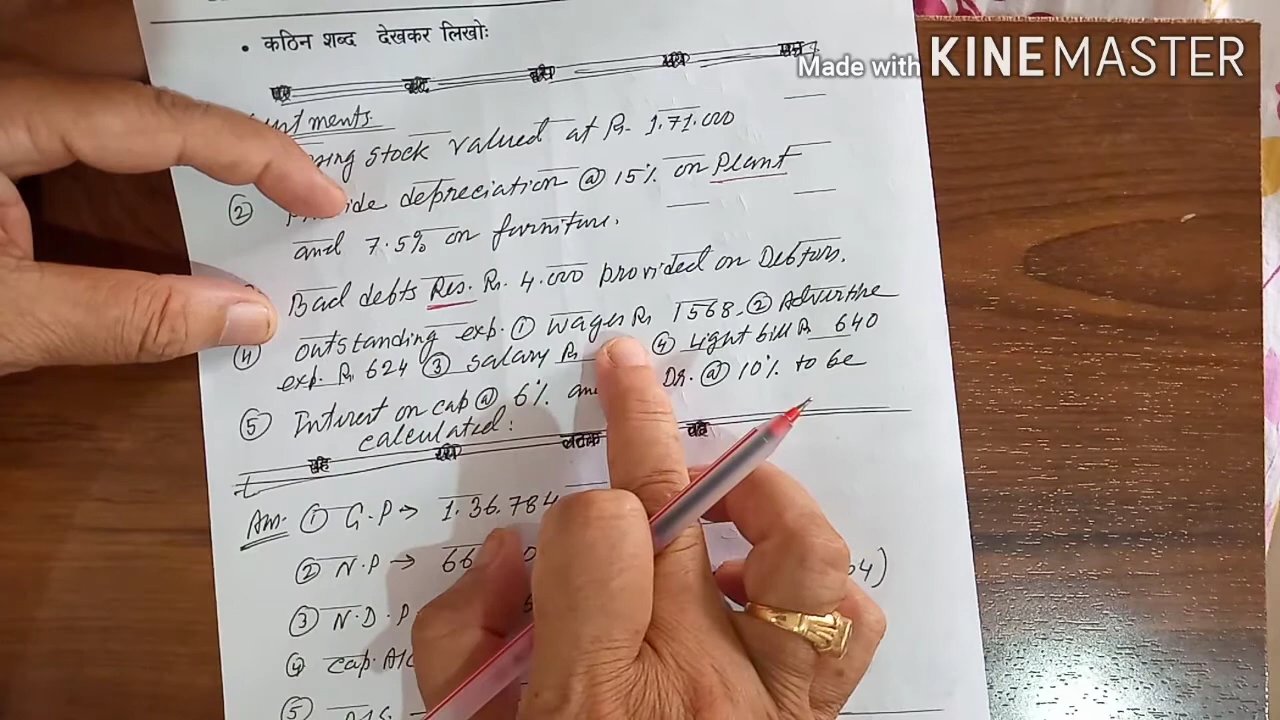 • कठिन शब्द देखकर लिखोः
Made with KINEMASTER
stock valued at Rs. 1.71.000
② depreciation @ 15% on Plant
and 7.5% on furniture.
Bad debts Res. Rs. 4.000 provided on Debtors.
④ outstanding exp. ① wages Rs 1568. ② Advertise
exp. Rs 624 ③ salary Rs ④ Light bill Rs 640
⑤ Interest on cap @ 6% Dr. @ 10% to be
calculated:
Ans. ① G.P → 1.36.784
② N.P → 66
③ N.D.P
④ cap. A/c
⑤